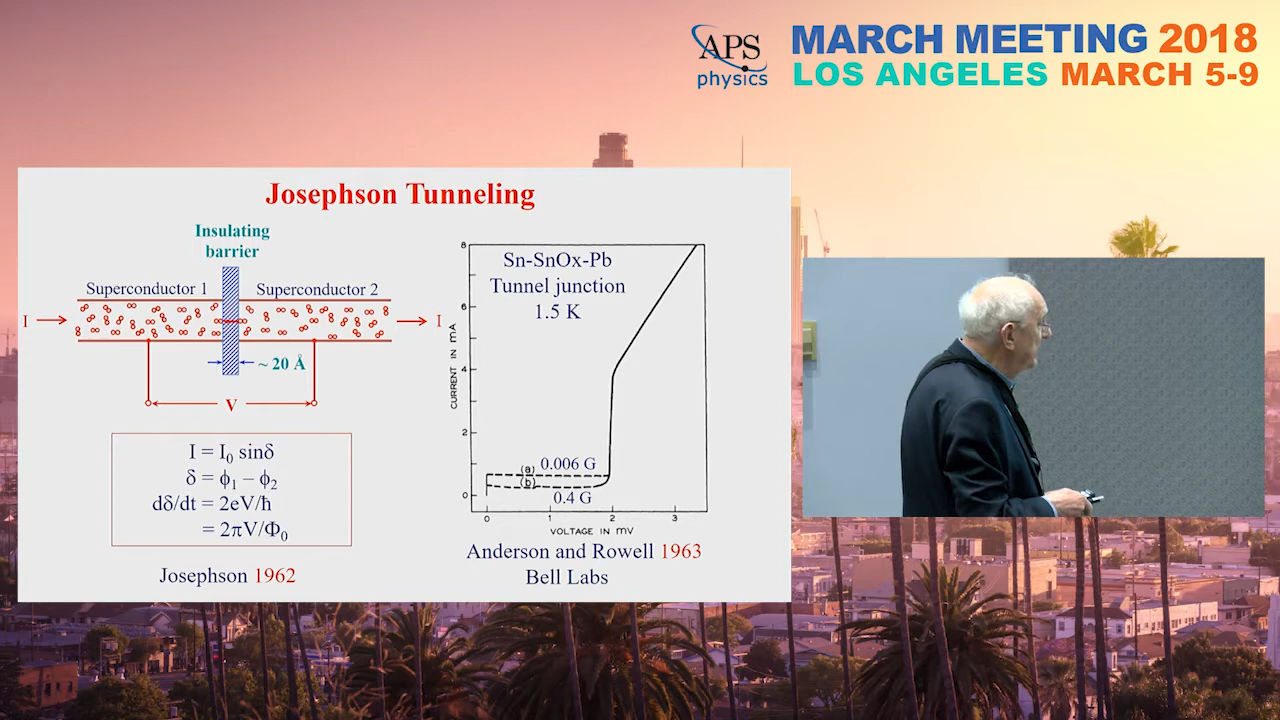 APS
physics
MARCH MEETING 2018
LOS ANGELES MARCH 5-9
Josephson Tunneling
Insulating
barrier
Superconductor 1
Superconductor 2
I
I
~ 20 Å
V
I = I₀ sinδ
δ = ϕ₁ – ϕ₂
dδ/dt = 2eV/ħ
= 2πV/Φ₀
Josephson 1962
Sn-SnOx-Pb
Tunnel junction
1.5 K
CURRENT IN mA
8
6
4
2
0
(a) 0.006 G
(b)
0.4 G
0 1 2 3
VOLTAGE IN mV
Anderson and Rowell 1963
Bell Labs